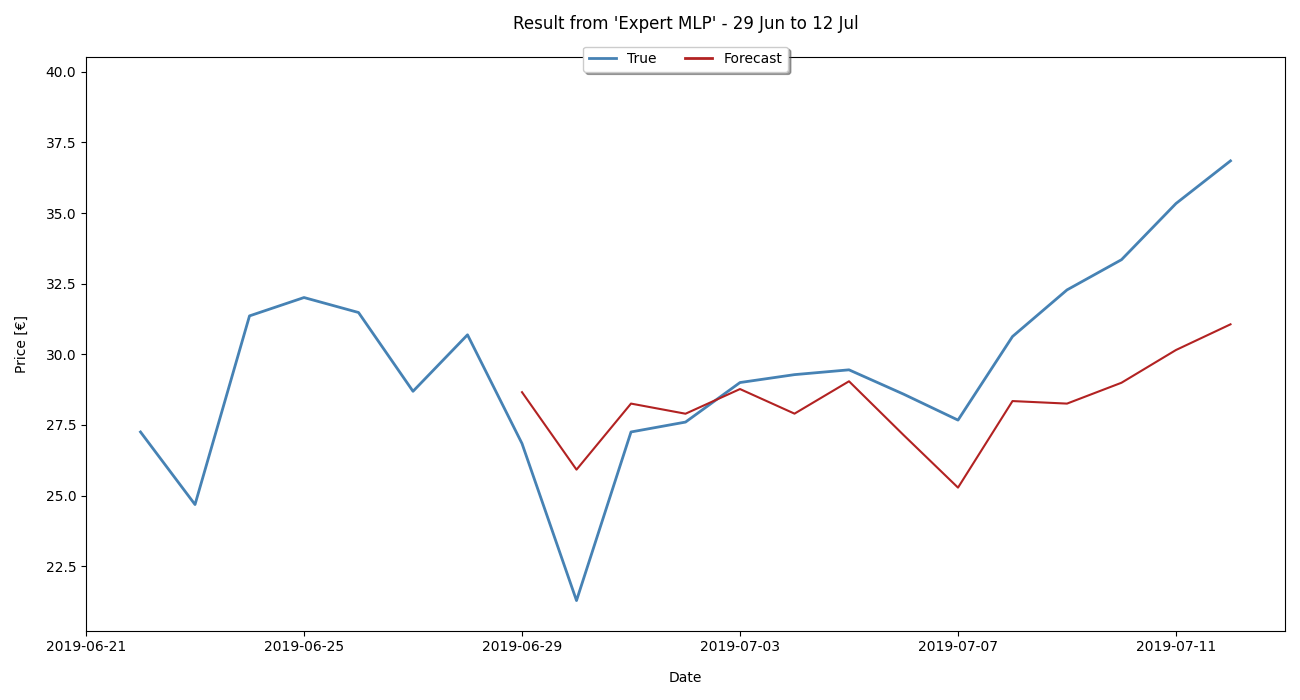 Result from 'Expert MLP' - 29 Jun to 12 Jul
True Forecast
40.0
37.5
35.0
32.5
30.0
27.5
25.0
22.5
Price [€]
2019-06-21 2019-06-25 2019-06-29 2019-07-03 2019-07-07 2019-07-11
Date